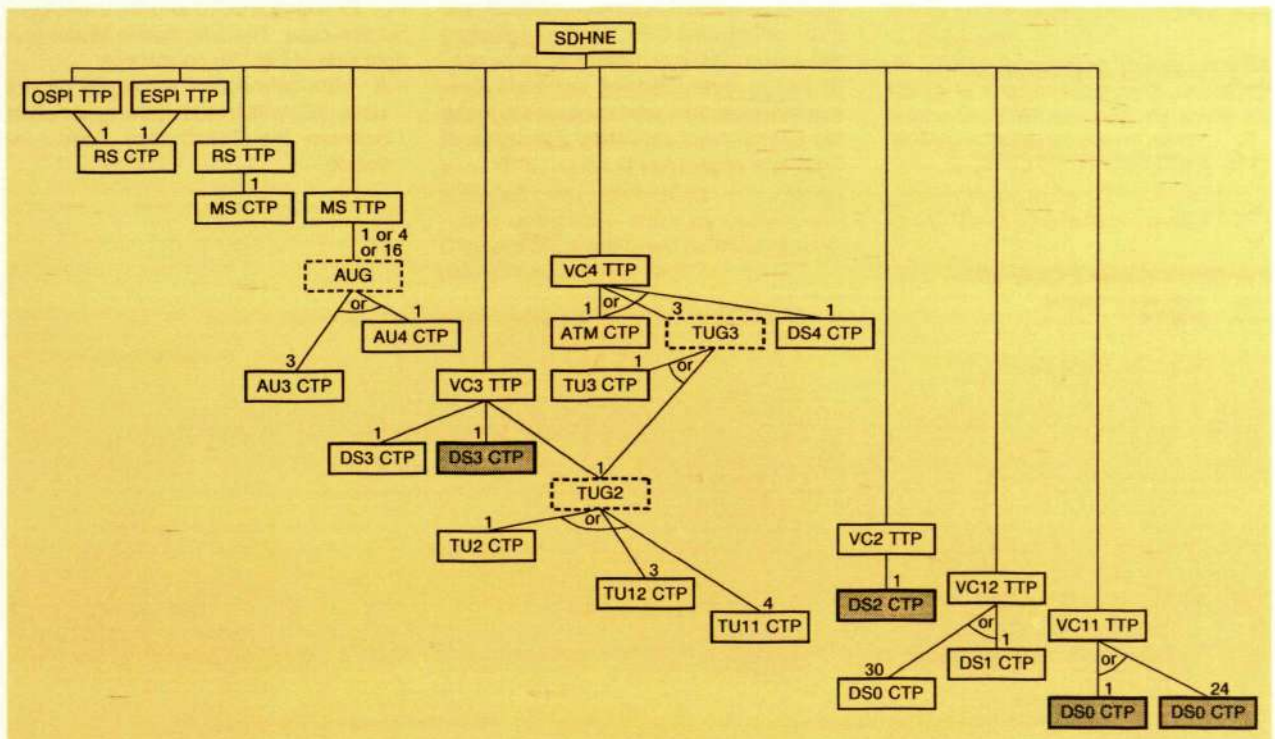 SDHNE
OSPI TTP
ESPI TTP
1
1
RS CTP
RS TTP
1
MS CTP
MS TTP
1 or 4
or 16
AUG
or
1
AU4 CTP
3
AU3 CTP
VC4 TTP
1
or
3
1
ATM CTP
TUG3
DS4 CTP
1
or
TU3 CTP
VC3 TTP
1
1
DS3 CTP
DS3 CTP
1
TUG2
1
or
TU2 CTP
3
TU12 CTP
4
TU11 CTP
VC2 TTP
1
DS2 CTP
VC12 TTP
or
1
30
DS1 CTP
DS0 CTP
VC11 TTP
or
1
24
DS0 CTP
DS0 CTP